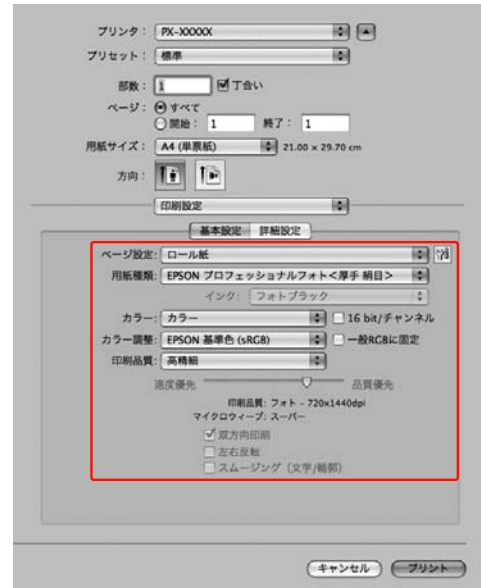 プリンタ： PX-XXXXX
プリセット： 標準
部数： 1 丁合い
ページ： すべて
開始： 1 終了： 1
用紙サイズ： A4 (単票紙) 21.00 x 29.70 cm
方向：
印刷設定
基本設定 詳細設定
ページ設定： ロール紙
用紙種類： EPSON プロフェッショナルフォト＜厚手 絹目＞
インク： フォトブラック
カラー： カラー 16 bit/チャンネル
カラー調整： EPSON 基準色 (sRGB) 一般RGBに固定
印刷品質： 高精細
速度優先 品質優先
印刷品質： フォト - 720x1440dpi
マイクロウィーブ： スーパー
双方向印刷
左右反転
スムージング（文字/輪郭）
キャンセル プリント